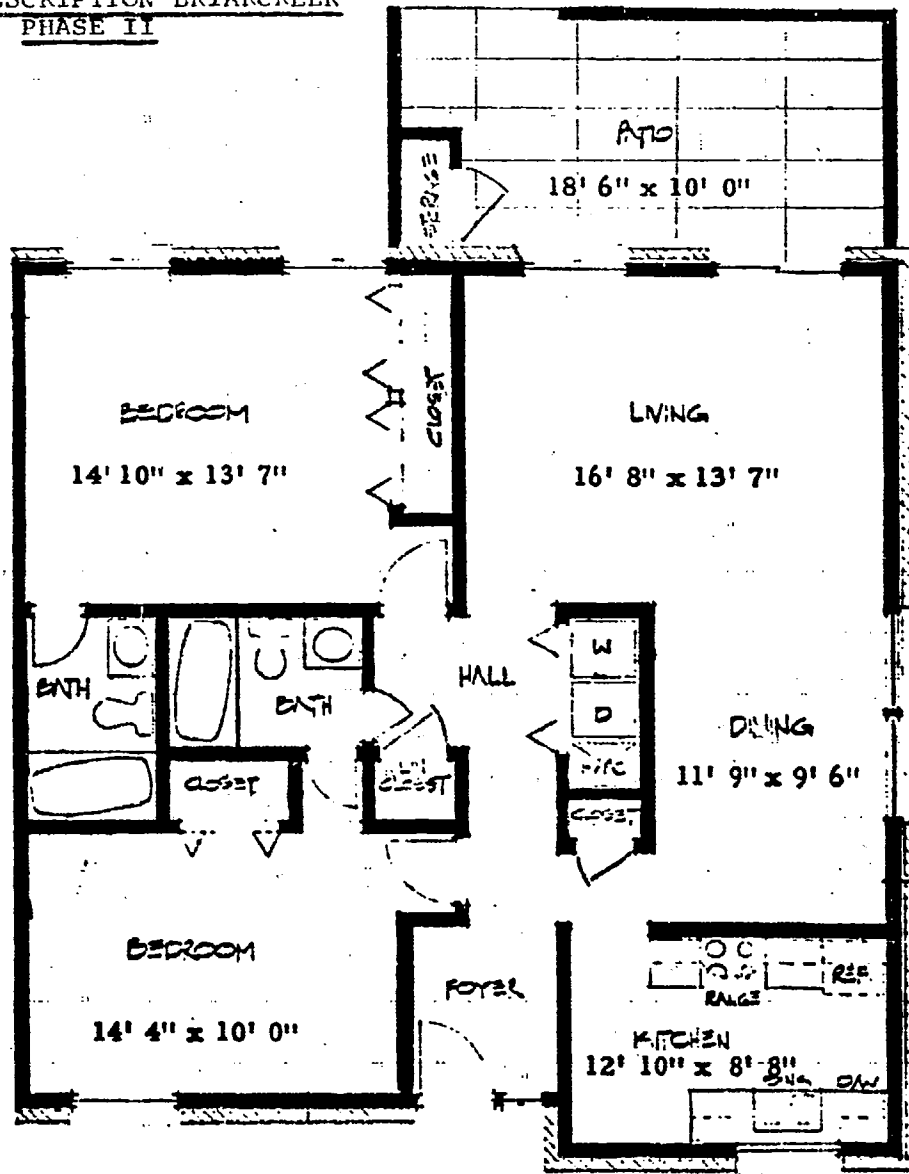 PHASE II
PATIO
18' 6" x 10' 0"
STORAGE
BEDROOM
14' 10" x 13' 7"
CLOSET
LIVING
16' 8" x 13' 7"
BATH
BATH
HALL
W
D
DINING
11' 9" x 9' 6"
CLOSET
CLOSET
CLOSET
BEDROOM
14' 4" x 10' 0"
FOYER
RANGE
REF.
KITCHEN
12' 10" x 8' 8"
D/W